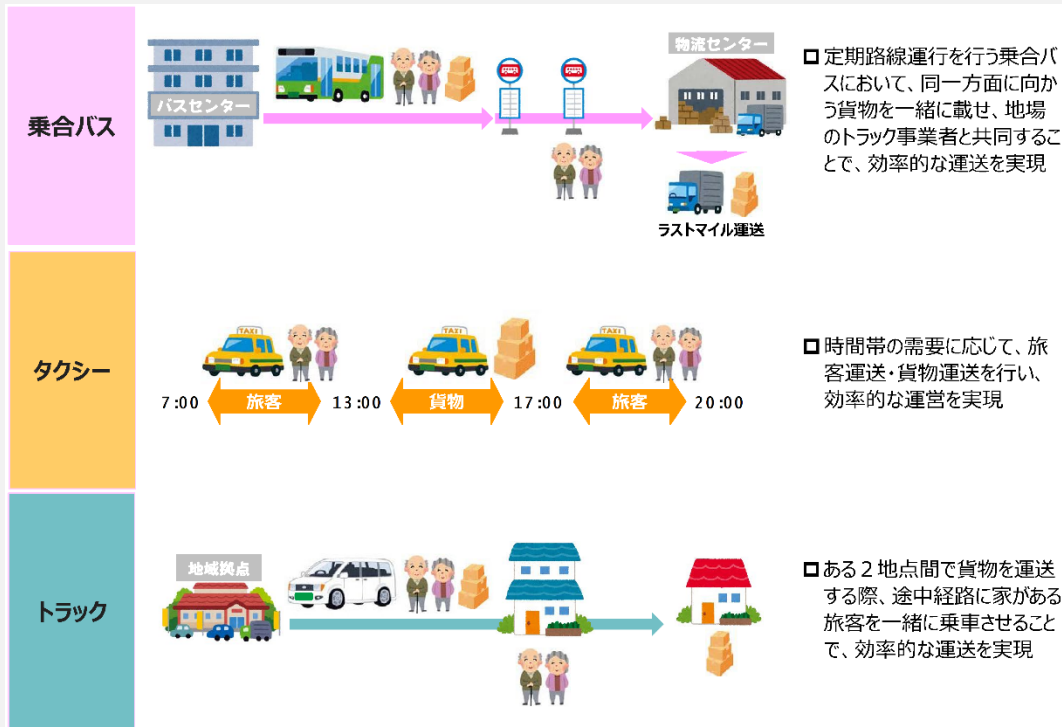 乗合バス
バスセンター
物流センター
ラストマイル運送
定期路線運行を行う乗合バ
スにおいて、同一方面に向か
う貨物を一緒に載せ、地場
のトラック事業者と共同するこ
とで、効率的な運送を実現
タクシー
TAXI
TAXI
TAXI
7:00 旅客 13:00 貨物 17:00 旅客 20:00
時間帯の需要に応じて、旅
客運送・貨物運送を行い、
効率的な運営を実現
トラック
地域拠点
ある2地点間で貨物を運送
する際、途中経路に家がある
旅客を一緒に乗車させること
で、効率的な運送を実現